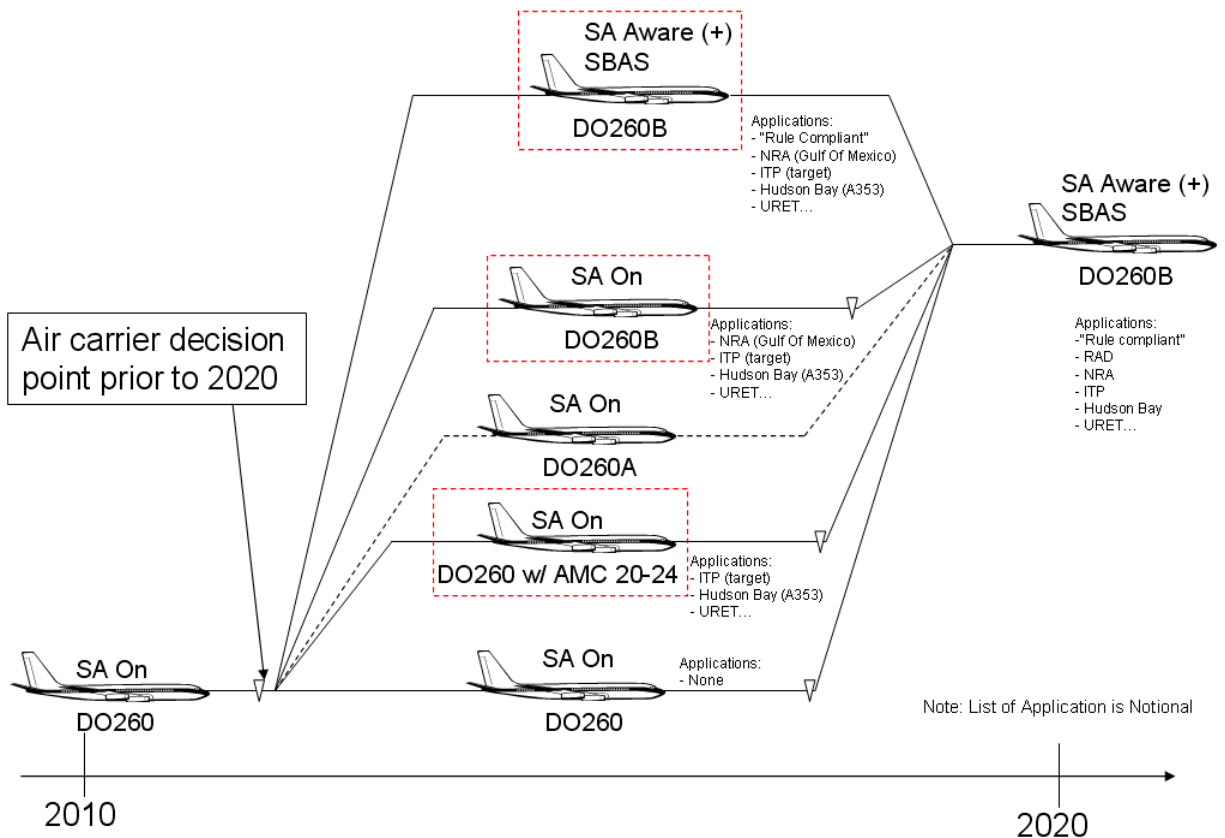 SA Aware (+)
SBAS
DO260B
Applications:
- "Rule Compliant"
- NRA (Gulf Of Mexico)
- ITP (target)
- Hudson Bay (A353)
- URET…
SA Aware (+)
SBAS
DO260B
Applications:
-"Rule compliant"
- RAD
- NRA
- ITP
- Hudson Bay
- URET…
SA On
DO260B
Applications:
- NRA (Gulf Of Mexico)
- ITP (target)
- Hudson Bay (A353)
- URET…
Air carrier decision
point prior to 2020
SA On
DO260A
SA On
DO260 w/ AMC 20-24
Applications:
- ITP (target)
- Hudson Bay (A353)
- URET…
SA On
DO260
SA On
DO260
Applications:
- None
Note: List of Application is Notional
2010
2020